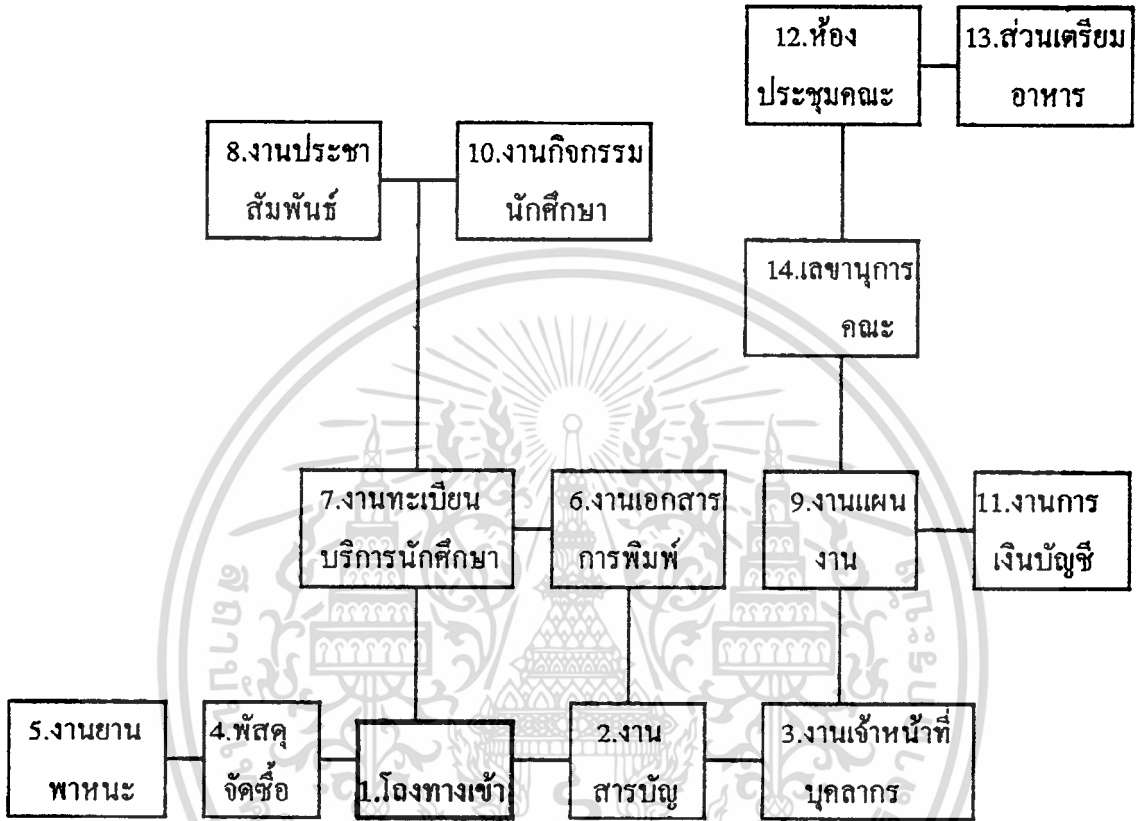 12.ห้อง
ประชุมคณะ
13.ส่วนเตรียม
อาหาร
8.งานประชา
สัมพันธ์
10.งานกิจกรรม
นักศึกษา
14.เลขานุการ
คณะ
7.งานทะเบียน
บริการนักศึกษา
6.งานเอกสาร
การพิมพ์
9.งานแผน
งาน
11.งานการ
เงินบัญชี
5.งานยาน
พาหนะ
4.พัสดุ
จัดซื้อ
1.โถงทางเข้า
2.งาน
สารบัญ
3.งานเจ้าหน้าที่
บุคลากร